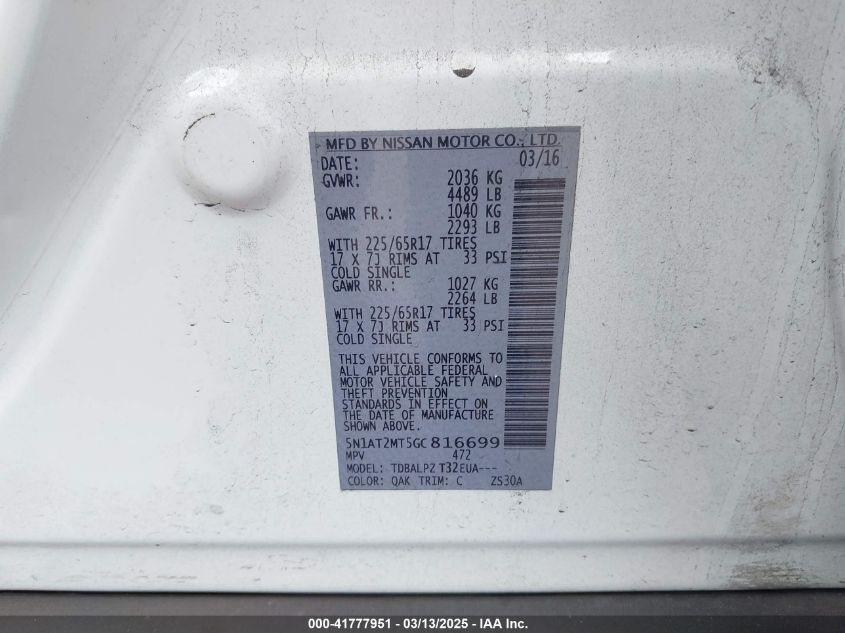 MFD BY NISSAN MOTOR CO., LTD.
DATE: 03/16
GVWR: 2036 KG
4489 LB
GAWR FR.: 1040 KG
2293 LB
WITH 225/65R17 TIRES
17 X 7J RIMS AT 33 PSI
COLD SINGLE
GAWR RR.: 1027 KG
2264 LB
WITH 225/65R17 TIRES
17 X 7J RIMS AT 33 PSI
COLD SINGLE
THIS VEHICLE CONFORMS TO
ALL APPLICABLE FEDERAL
MOTOR VEHICLE SAFETY AND
THEFT PREVENTION
STANDARDS IN EFFECT ON
THE DATE OF MANUFACTURE
SHOWN ABOVE.
5N1AT2MT5GC816699
MPV 472
MODEL: TDBALPZ T32EUA---
COLOR: QAK TRIM: C ZS30A
000-41777951 - 03/13/2025 - IAA Inc.